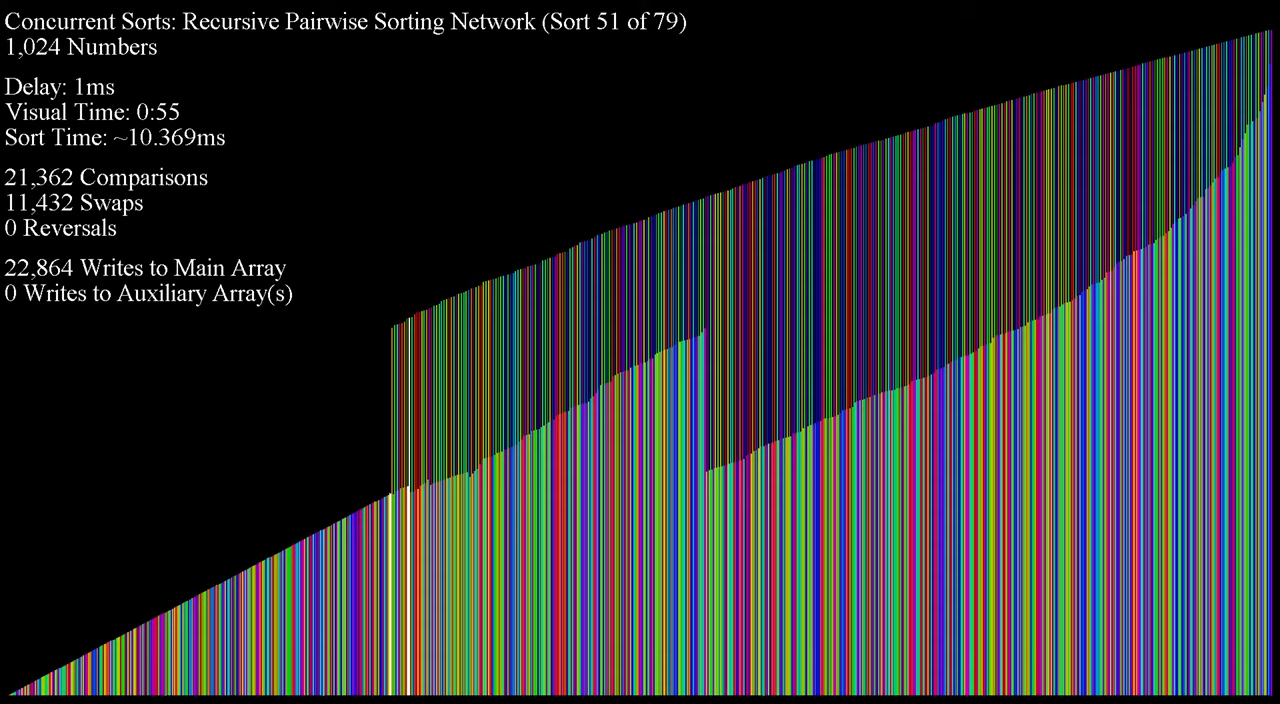 Concurrent Sorts: Recursive Pairwise Sorting Network (Sort 51 of 79)
1,024 Numbers
Delay: 1ms
Visual Time: 0:55
Sort Time: ~10.369ms
21,362 Comparisons
11,432 Swaps
0 Reversals
22,864 Writes to Main Array
0 Writes to Auxiliary Array(s)